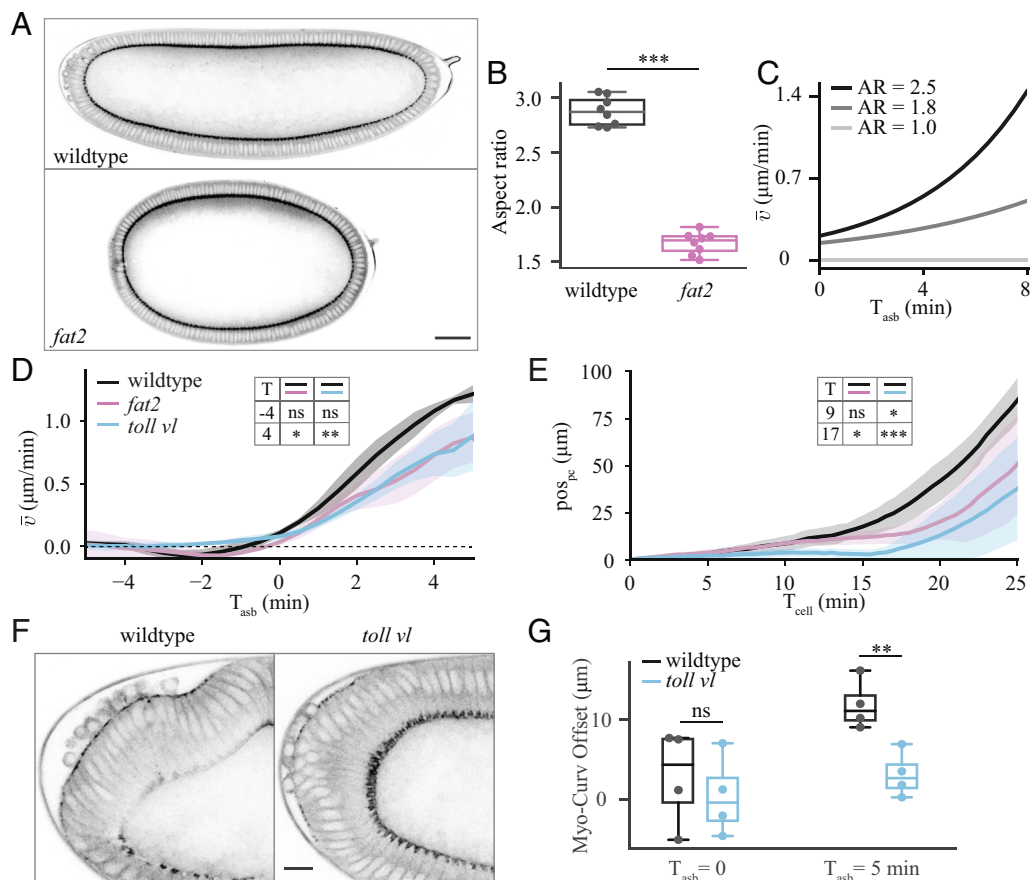 A
wildtype
fat2
B
***
Aspect ratio
3.0
2.5
2.0
1.5
wildtype
fat2
C
AR = 2.5
AR = 1.8
AR = 1.0
v̅ (μm/min)
1.4
0.7
0
0 4 8
T_asb (min)
D
wildtype
fat2
toll vl
T
-4 ns ns
4 * **
v̅ (μm/min)
1.0
0.5
0.0
−4 −2 0 2 4
T_asb (min)
E
T
9 ns *
17 * ***
pos_pc (μm)
100
75
50
25
0
0 5 10 15 20 25
T_cell (min)
F
wildtype
toll vl
G
wildtype
toll vl
**
ns
Myo-Curv Offset (μm)
10
0
T_asb = 0
T_asb = 5 min